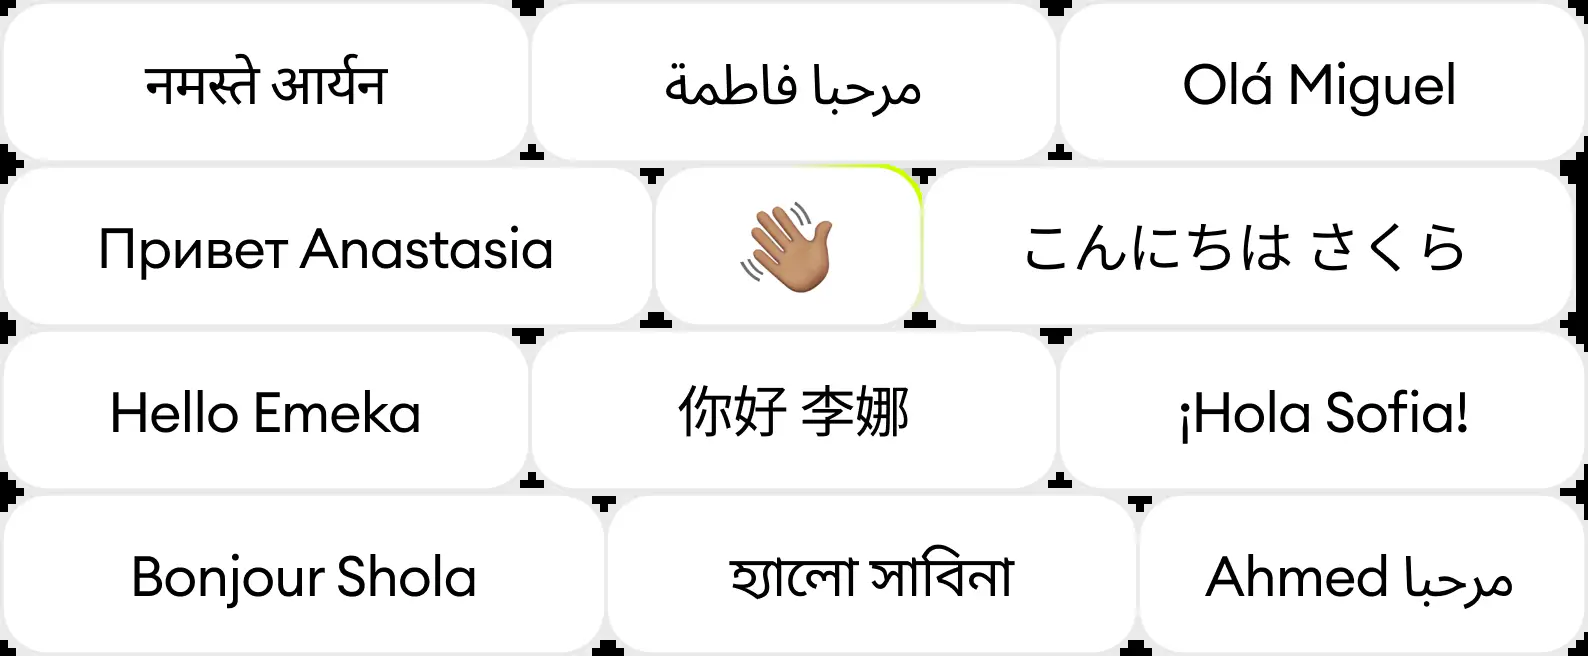 नमस्ते आर्यन
مرحبا فاطمة
Olá Miguel
Привет Anastasia
👋🏽
こんにちは さくら
Hello Emeka
你好 李娜
¡Hola Sofia!
Bonjour Shola
হ্যালো সাবিনা
Ahmed مرحبا